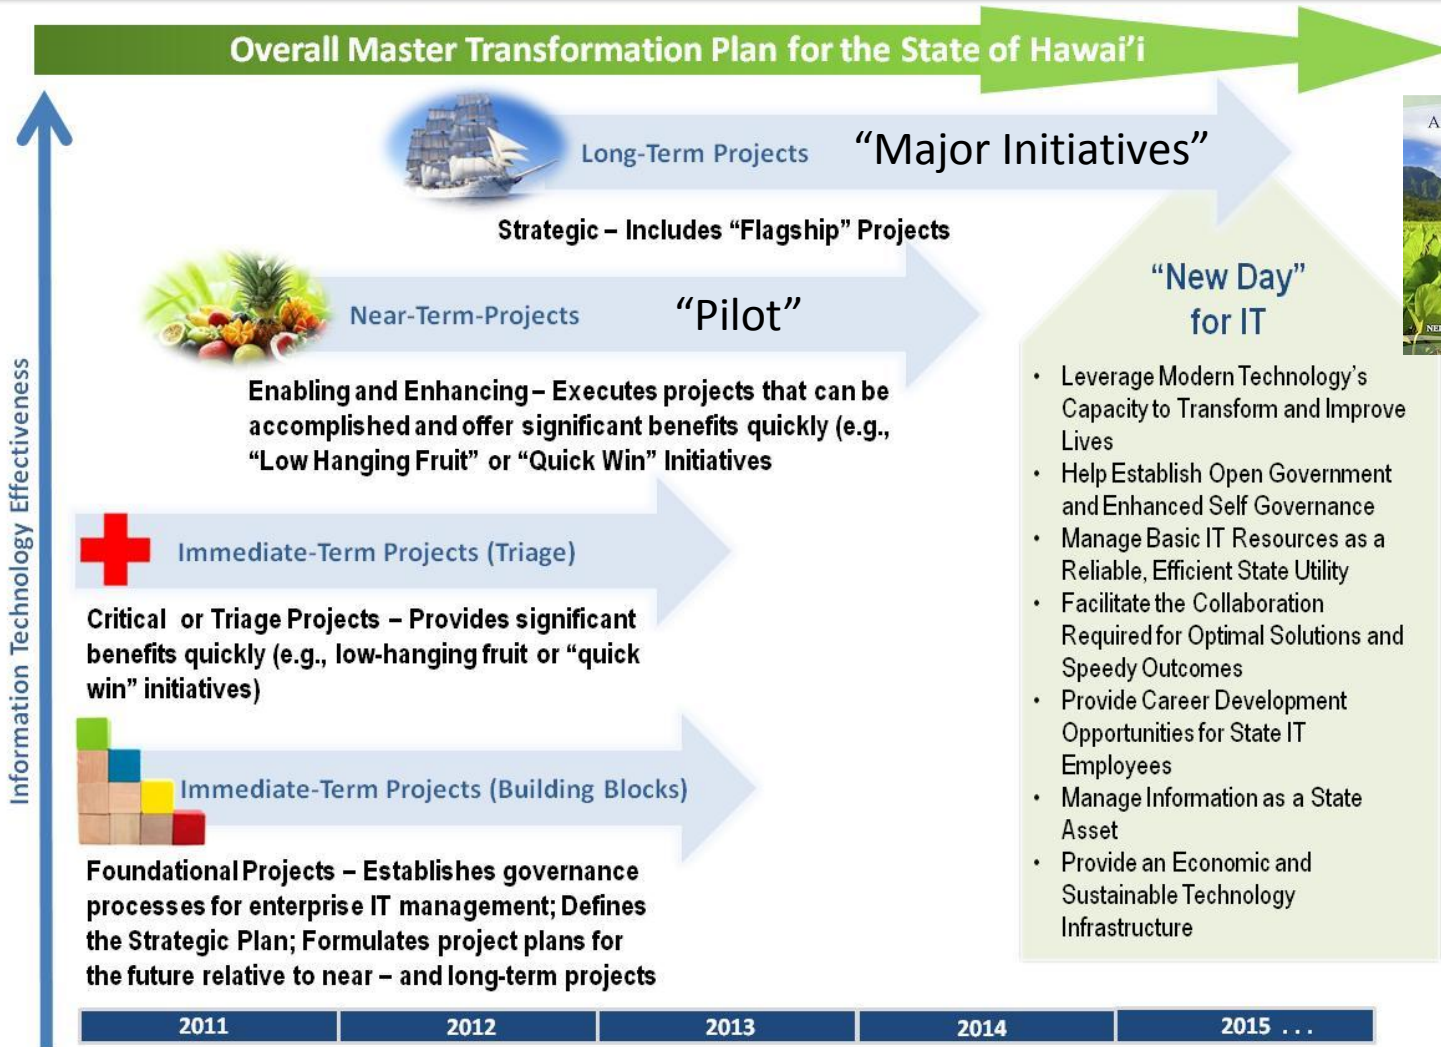 Overall Master Transformation Plan for the State of Hawai'i
Long-Term Projects
“Major Initiatives”
Strategic – Includes “Flagship” Projects
Near-Term-Projects
“Pilot”
Enabling and Enhancing – Executes projects that can be
accomplished and offer significant benefits quickly (e.g.,
“Low Hanging Fruit” or “Quick Win” Initiatives
Immediate-Term Projects (Triage)
Critical or Triage Projects – Provides significant
benefits quickly (e.g., low-hanging fruit or “quick
win” initiatives)
Immediate-Term Projects (Building Blocks)
Foundational Projects – Establishes governance
processes for enterprise IT management; Defines
the Strategic Plan; Formulates project plans for
the future relative to near – and long-term projects
Information Technology Effectiveness
“New Day”
for IT
• Leverage Modern Technology’s
Capacity to Transform and Improve
Lives
• Help Establish Open Government
and Enhanced Self Governance
• Manage Basic IT Resources as a
Reliable, Efficient State Utility
• Facilitate the Collaboration
Required for Optimal Solutions and
Speedy Outcomes
• Provide Career Development
Opportunities for State IT
Employees
• Manage Information as a State
Asset
• Provide an Economic and
Sustainable Technology
Infrastructure
2011
2012
2013
2014
2015 . . .